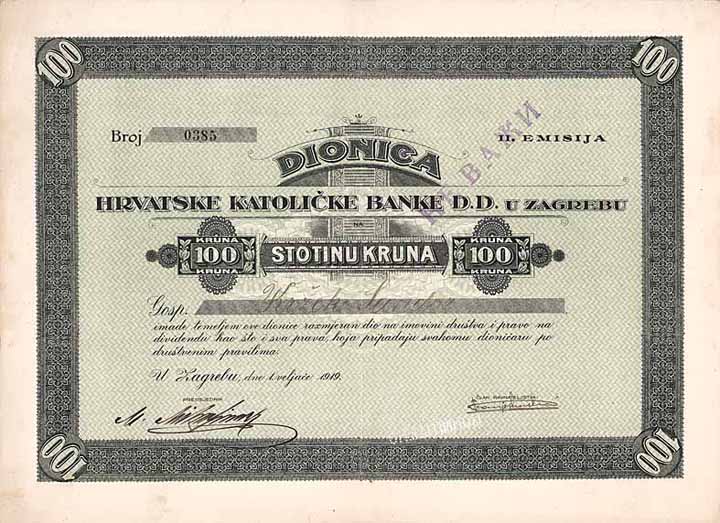 100 100
Broj 0385 II. EMISIJA
НЕ ВАЖИ
DIONICA
HRVATSKE KATOLIČKE BANKE D.D. U ZAGREBU
NA
KRUNA 100 KRUNA STOTINU KRUNA KRUNA 100 KRUNA
Gosp.
imade temeljem ove dionice razmjeran dio na imovini društva i pravo na
dividendu kao što i sva prava, koja pripadaju svakomu dioničaru po
društvenim pravilima.
U Zagrebu, dne 1. veljače 1919.
PREDSJEDNIK ČLAN RAVNATELJSTVA
100 100